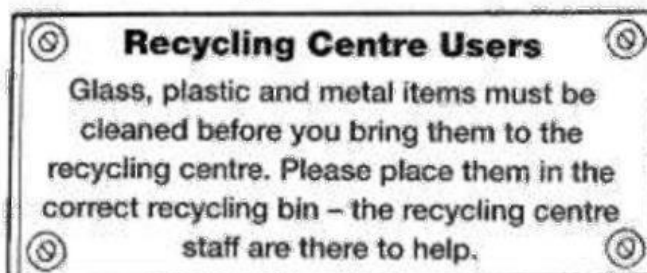 Recycling Centre Users
Glass, plastic and metal items must be
cleaned before you bring them to the
recycling centre. Please place them in the
correct recycling bin – the recycling centre
staff are there to help.